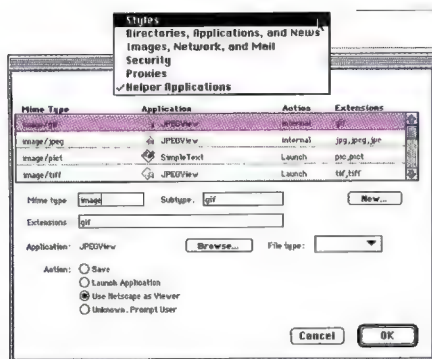 Styles
Directories, Applications, and News
Images, Network, and Mail
Security
Proxies
✓Helper Applications
Mime Type Application Action Extensions
image/gif JPEGView Internal gif
image/jpeg JPEGView Internal jpg,jpeg,jpe
image/pict SimpleText Launch pic,pict
image/tiff JPEGView Launch tif,tiff
Mime type image Subtype. gif New...
Extensions gif
Application: JPEGView Browse... File type:
Action: Save
Launch Application
Use Netscape as Viewer
Unknown. Prompt User
Cancel OK